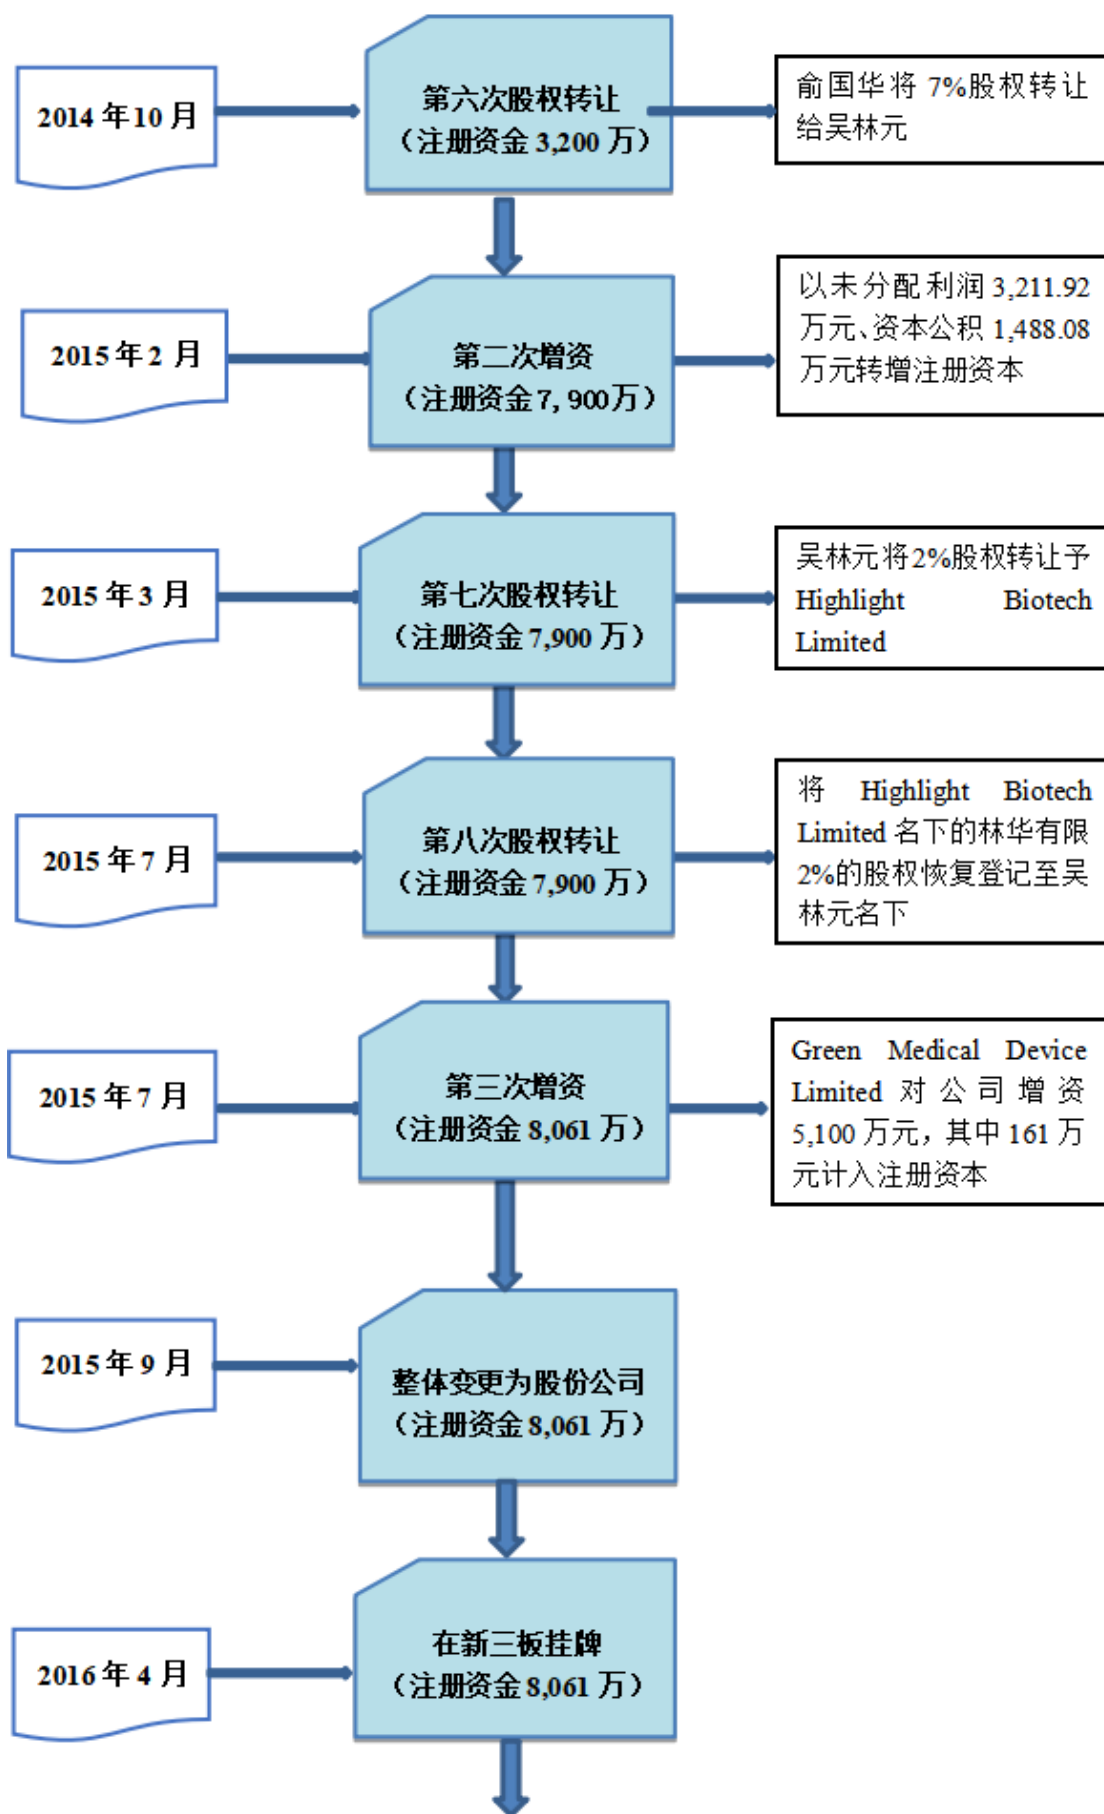 2014 年 10 月
第六次股权转让
（注册资金 3,200 万）
俞国华将 7%股权转让
给吴林元
2015 年 2 月
第二次增资
（注册资金 7，900 万）
以未分配利润 3,211.92
万元、资本公积 1,488.08
万元转增注册资本
2015 年 3 月
第七次股权转让
（注册资金 7,900 万）
吴林元将 2%股权转让予
Highlight Biotech
Limited
2015 年 7 月
第八次股权转让
（注册资金 7,900 万）
将 Highlight Biotech
Limited 名下的林华有限
2%的股权恢复登记至吴
林元名下
2015 年 7 月
第三次增资
（注册资金 8,061 万）
Green Medical Device
Limited 对公司增资
5,100 万元，其中 161 万
元计入注册资本
2015 年 9 月
整体变更为股份公司
（注册资金 8,061 万）
2016 年 4 月
在新三板挂牌
（注册资金 8,061 万）